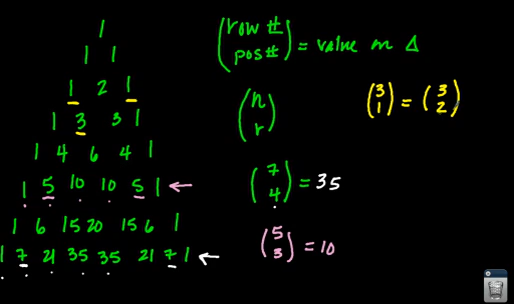 1
1 1
1 2 1
1 3 3 1
1 4 6 4 1
1 5 10 10 5 1 ←
1 6 15 20 15 6 1
1 7 21 35 35 21 7 1 ←
(row # pos #) = value on Δ
(n r)
(3 1) = (3 2)
(7 4) = 35
(5 3) = 10